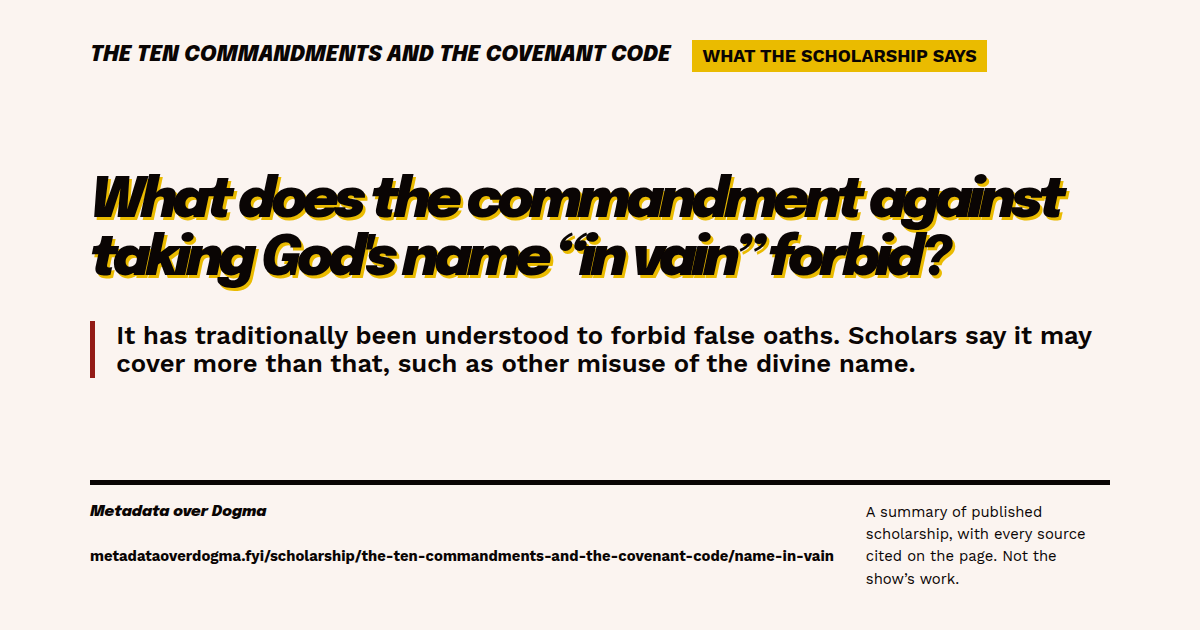 THE TEN COMMANDMENTS AND THE COVENANT CODE
WHAT THE SCHOLARSHIP SAYS
What does the commandment against
taking God's name “in vain” forbid?
It has traditionally been understood to forbid false oaths. Scholars say it may
cover more than that, such as other misuse of the divine name.
Metadata over Dogma
metadataoverdogma.fyi/scholarship/the-ten-commandments-and-the-covenant-code/name-in-vain
A summary of published
scholarship, with every source
cited on the page. Not the
show’s work.